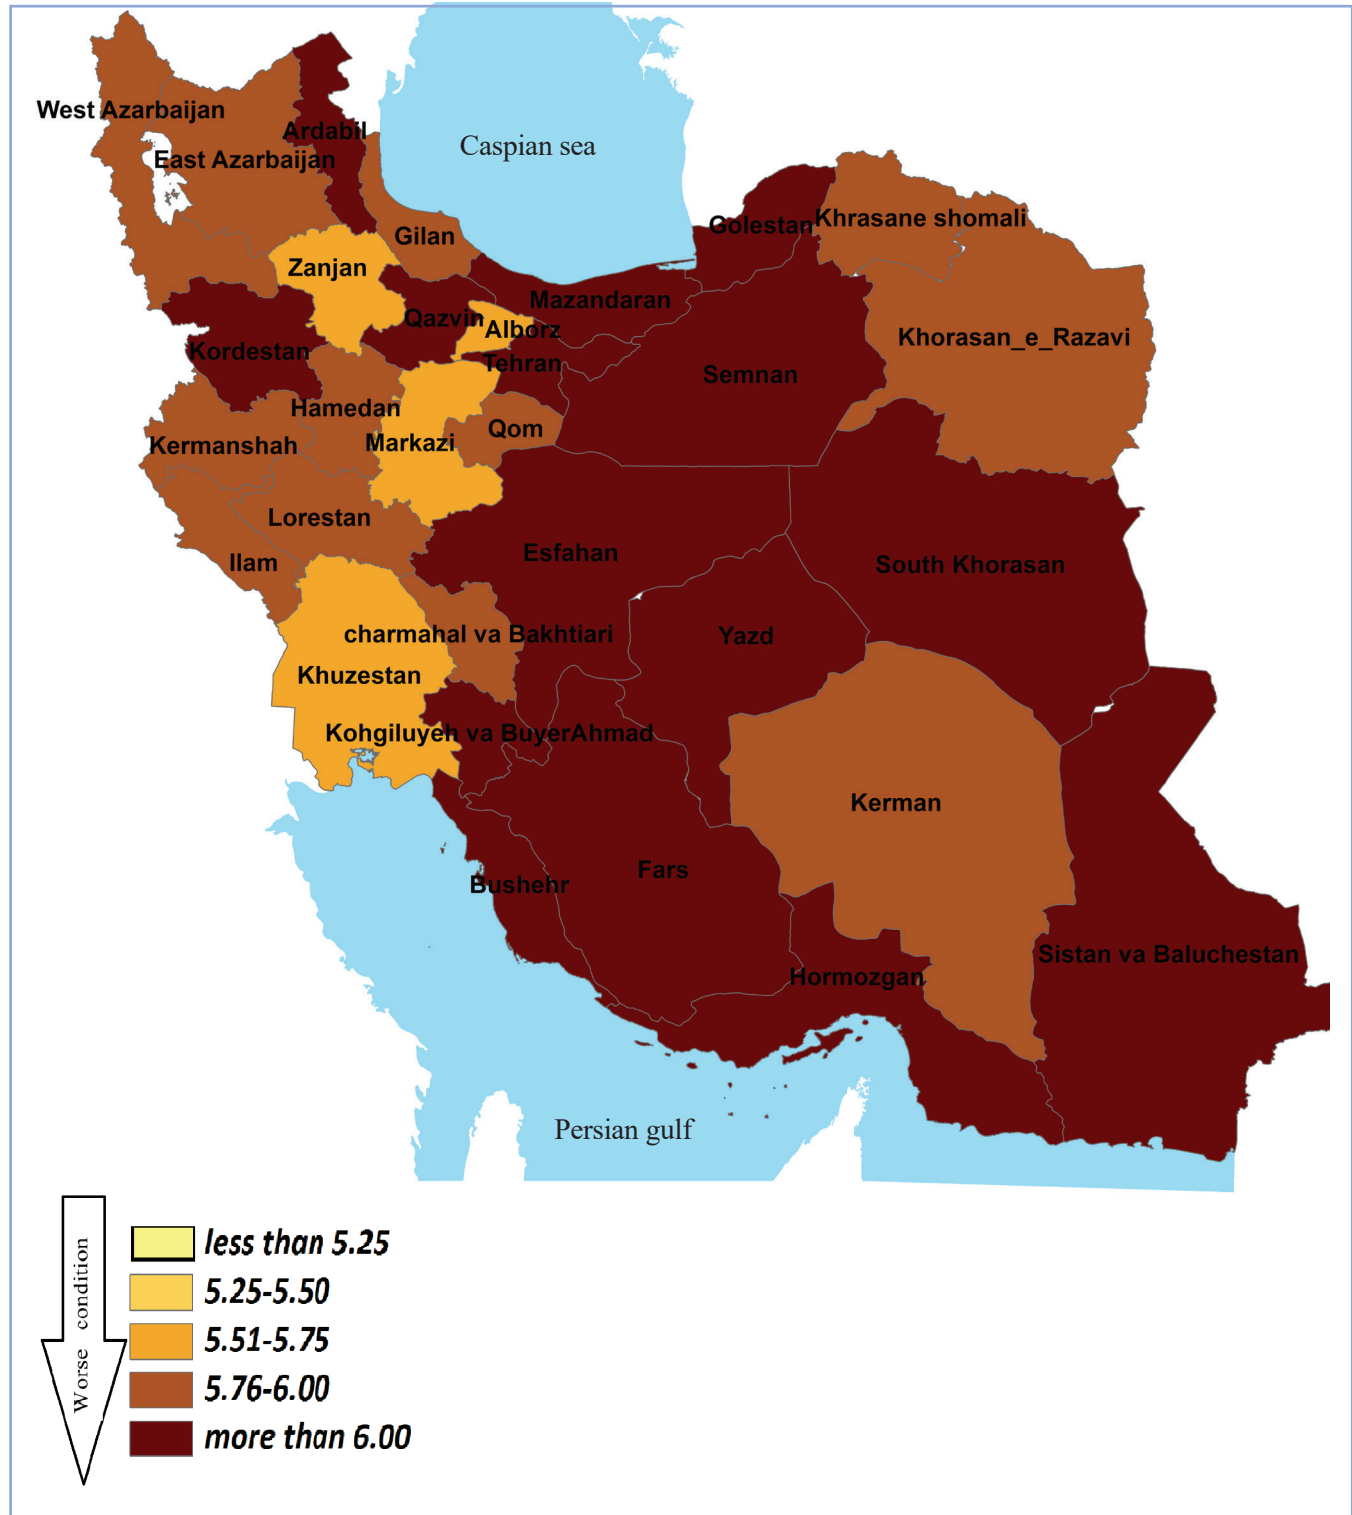 West Azarbaijan
Ardabil
Caspian sea
East Azarbaijan
Golestan
Khrasane shomali
Gilan
Zanjan
Mazandaran
Qazvin
Alborz
Khorasan_e_Razavi
Kordestan
Tehran
Semnan
Hamedan
Qom
Markazi
Kermanshah
Lorestan
Esfahan
Ilam
South Khorasan
charmahal va Bakhtiari
Yazd
Khuzestan
Kohgiluyeh va BuyerAhmad
Kerman
Fars
Bushehr
Sistan va Baluchestan
Hormozgan
Persian gulf
Worse condition
less than 5.25
5.25-5.50
5.51-5.75
5.76-6.00
more than 6.00